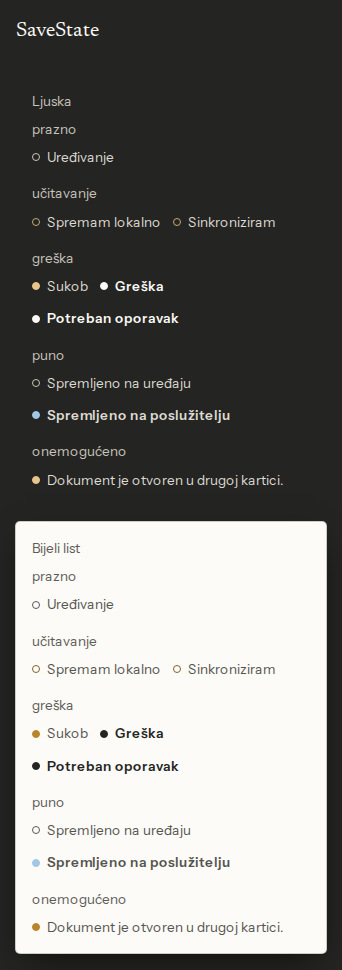 SaveState
Ljuska
prazno
Uređivanje
učitavanje
Spremam lokalno Sinkroniziram
greška
Sukob Greška
Potreban oporavak
puno
Spremljeno na uređaju
Spremljeno na poslužitelju
onemogućeno
Dokument je otvoren u drugoj kartici.
Bijeli list
prazno
Uređivanje
učitavanje
Spremam lokalno Sinkroniziram
greška
Sukob Greška
Potreban oporavak
puno
Spremljeno na uređaju
Spremljeno na poslužitelju
onemogućeno
Dokument je otvoren u drugoj kartici.